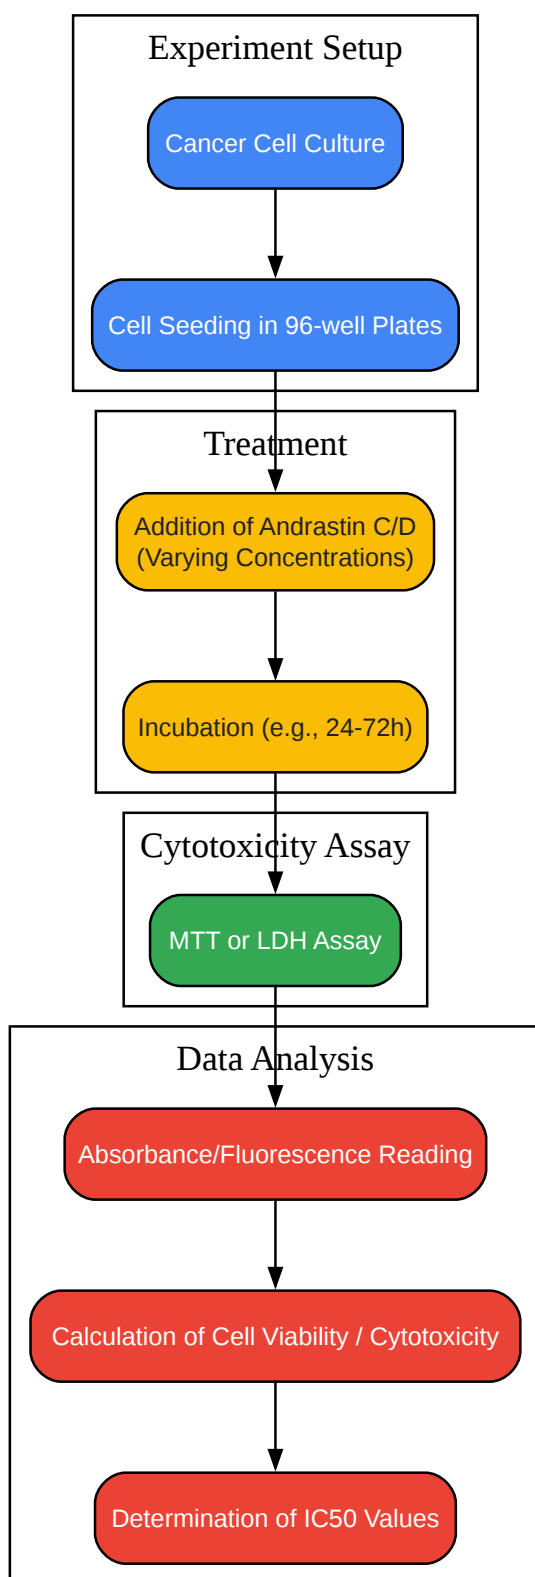 Experiment Setup
Cancer Cell Culture
Cell Seeding in 96-well Plates
Treatment
Addition of Andrastin C/D
(Varying Concentrations)
Incubation (e.g., 24-72h)
Cytotoxicity Assay
MTT or LDH Assay
Data Analysis
Absorbance/Fluorescence Reading
Calculation of Cell Viability / Cytotoxicity
Determination of IC50 Values